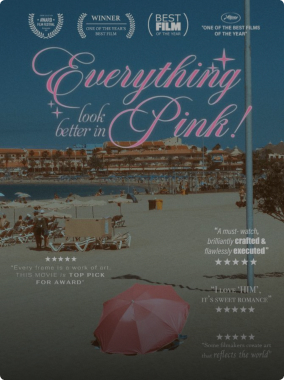 WINNER
ONE OF THE YEAR'S
BEST FILM
(BEST
FILM
OF THE YEAR)
"ONE OF THE BEST FILMS
OF THE YEAR"
Everything
look
better in
Pink!
"A must-watch,
brilliantly crafted &
flawlessly executed"
★★★★★
★★★★★
"Every frame is a work of art,
THIS MOVIE IS TOP PICK
FOR AWARD"
"I love 'HIM',
IT'S SWEET ROMANCE"
★★★★★
★★★★★
that reflects the world"